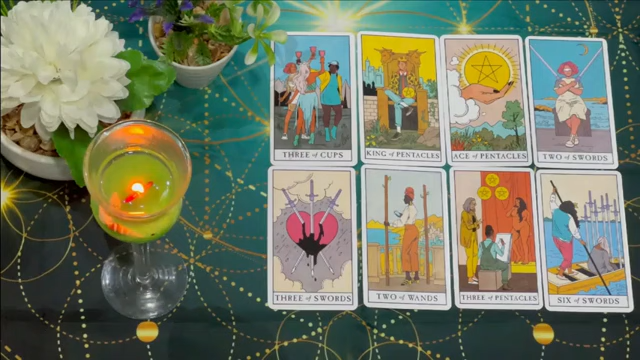 THREE of CUPS
KING of PENTACLES
ACE of PENTACLES
TWO of SWORDS
THREE of SWORDS
TWO of WANDS
THREE of PENTACLES
SIX of SWORDS